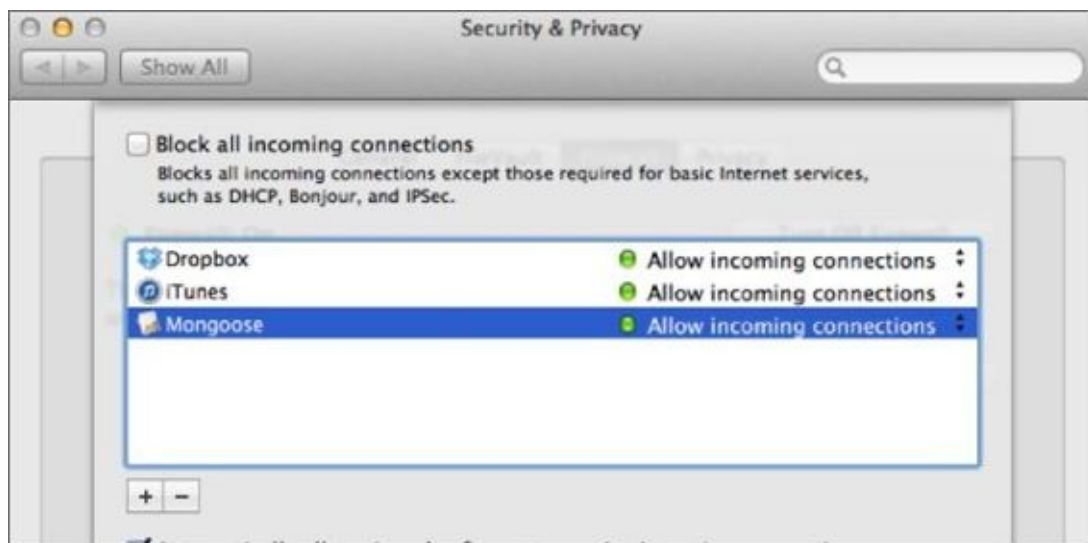 Security & Privacy
Show All
Block all incoming connections
Blocks all incoming connections except those required for basic Internet services,
such as DHCP, Bonjour, and IPSec.
Dropbox Allow incoming connections
iTunes Allow incoming connections
Mongoose Allow incoming connections
+ −